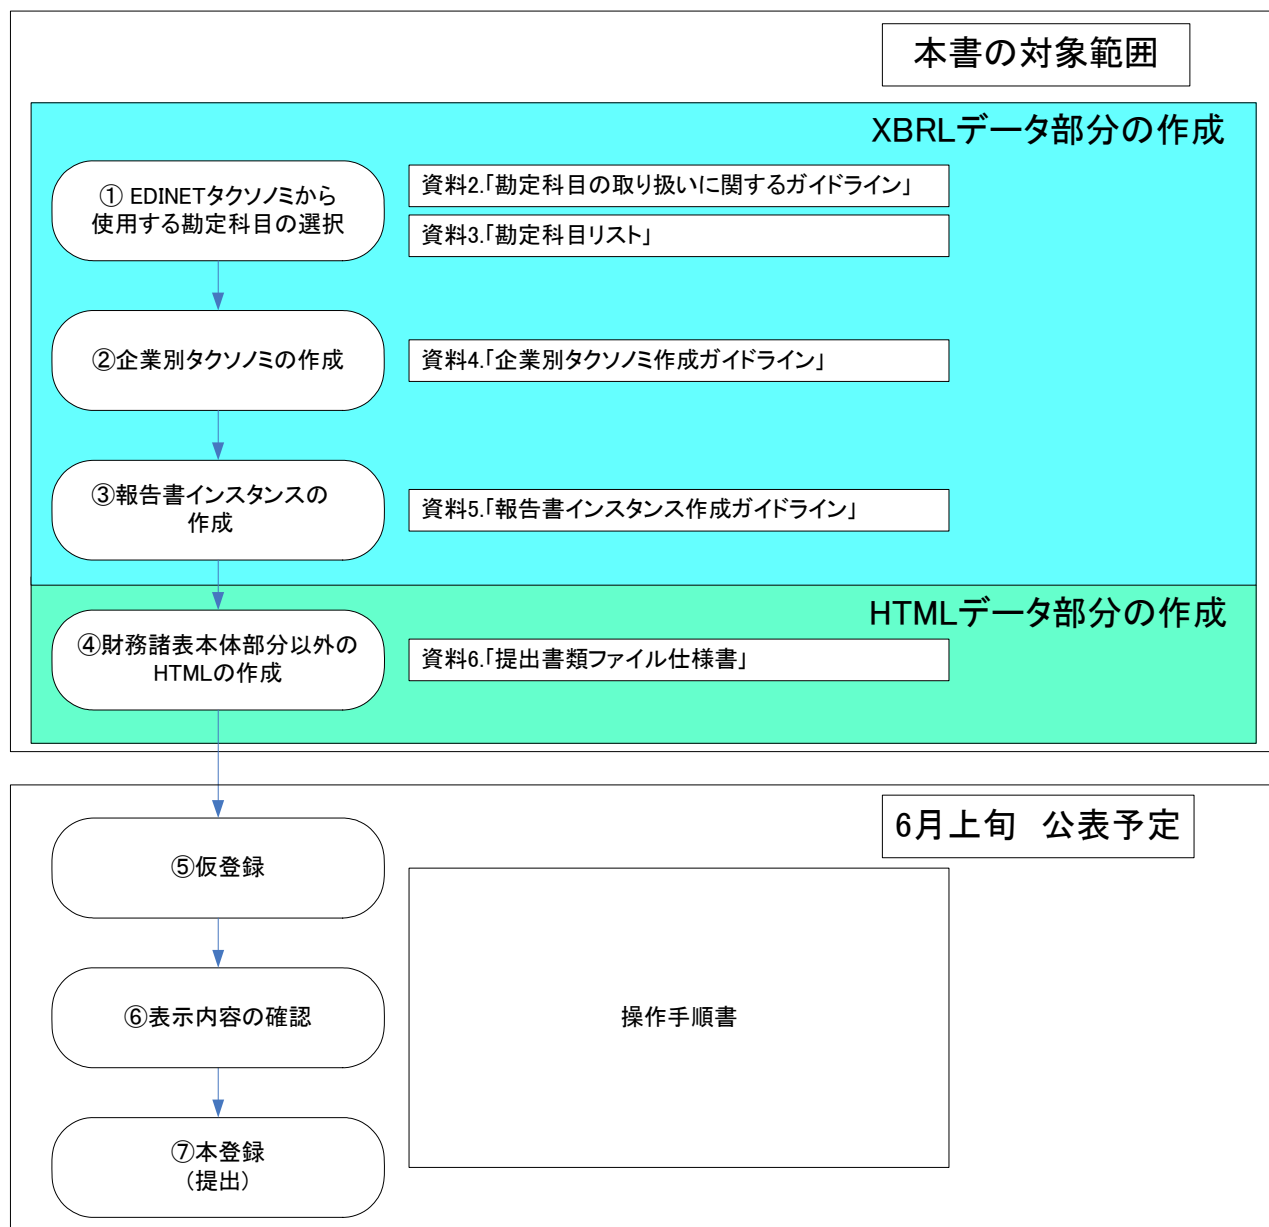 本書の対象範囲
XBRLデータ部分の作成
① EDINETタクソノミから
使用する勘定科目の選択
資料2.「勘定科目の取り扱いに関するガイドライン」
資料3.「勘定科目リスト」
②企業別タクソノミの作成
資料4.「企業別タクソノミ作成ガイドライン」
③報告書インスタンスの
作成
資料5.「報告書インスタンス作成ガイドライン」
HTMLデータ部分の作成
④財務諸表本体部分以外の
HTMLの作成
資料6.「提出書類ファイル仕様書」
6月上旬　公表予定
⑤仮登録
⑥表示内容の確認
操作手順書
⑦本登録
（提出）